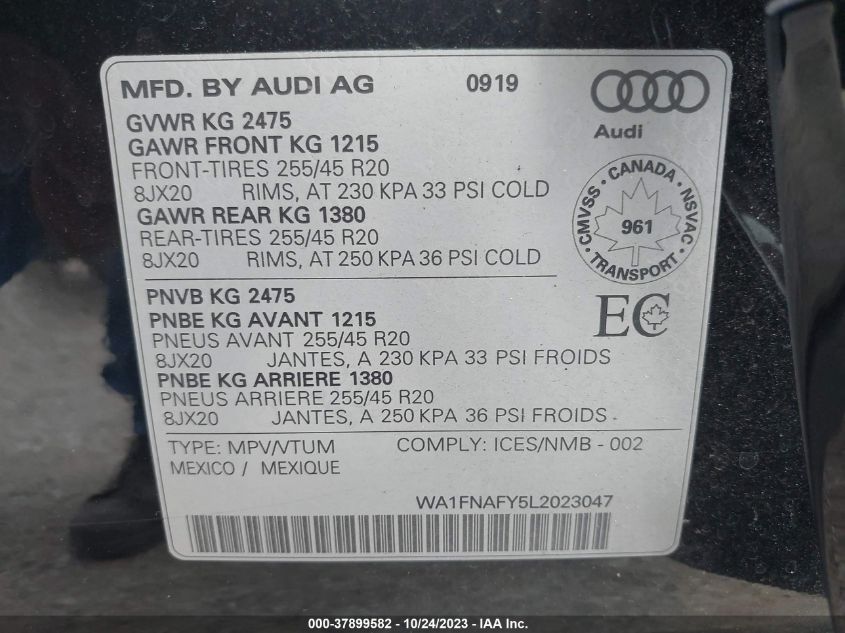 MFD. BY AUDI AG 0919
Audi
GVWR KG 2475
GAWR FRONT KG 1215
FRONT-TIRES 255/45 R20
8JX20 RIMS, AT 230 KPA 33 PSI COLD
GAWR REAR KG 1380
REAR-TIRES 255/45 R20
8JX20 RIMS, AT 250 KPA 36 PSI COLD
CMVSS • CANADA • NSVAC • TRANSPORT •
961
PNVB KG 2475
PNBE KG AVANT 1215
PNEUS AVANT 255/45 R20
8JX20 JANTES, A 230 KPA 33 PSI FROIDS
PNBE KG ARRIERE 1380
PNEUS ARRIERE 255/45 R20
8JX20 JANTES, A 250 KPA 36 PSI FROIDS
EC
TYPE: MPV/VTUM COMPLY: ICES/NMB - 002
MEXICO / MEXIQUE
WA1FNAFY5L2023047
000-37899582 - 10/24/2023 - IAA Inc.